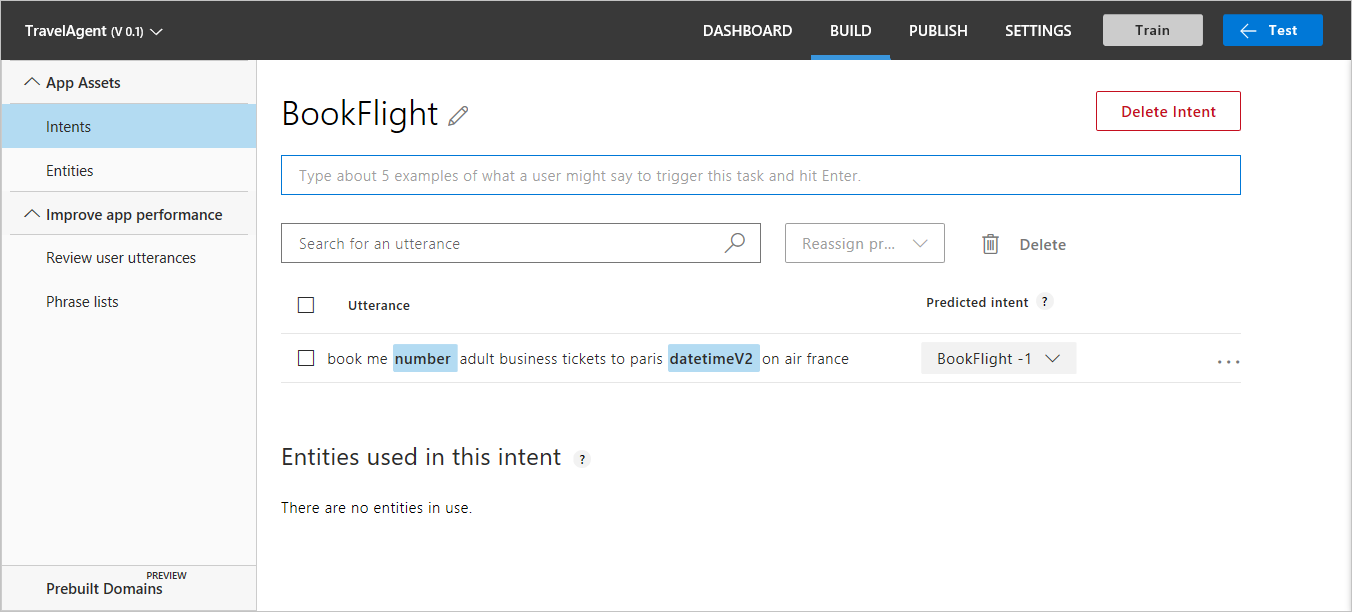 TravelAgent (V 0.1)
DASHBOARD
BUILD
PUBLISH
SETTINGS
Train
Test
App Assets
Intents
Entities
Improve app performance
Review user utterances
Phrase lists
PREVIEW
Prebuilt Domains
BookFlight
Delete Intent
Type about 5 examples of what a user might say to trigger this task and hit Enter.
Search for an utterance
Reassign pr...
Delete
Utterance
Predicted intent ?
book me number adult business tickets to paris datetimeV2 on air france
BookFlight -1
...
Entities used in this intent ?
There are no entities in use.